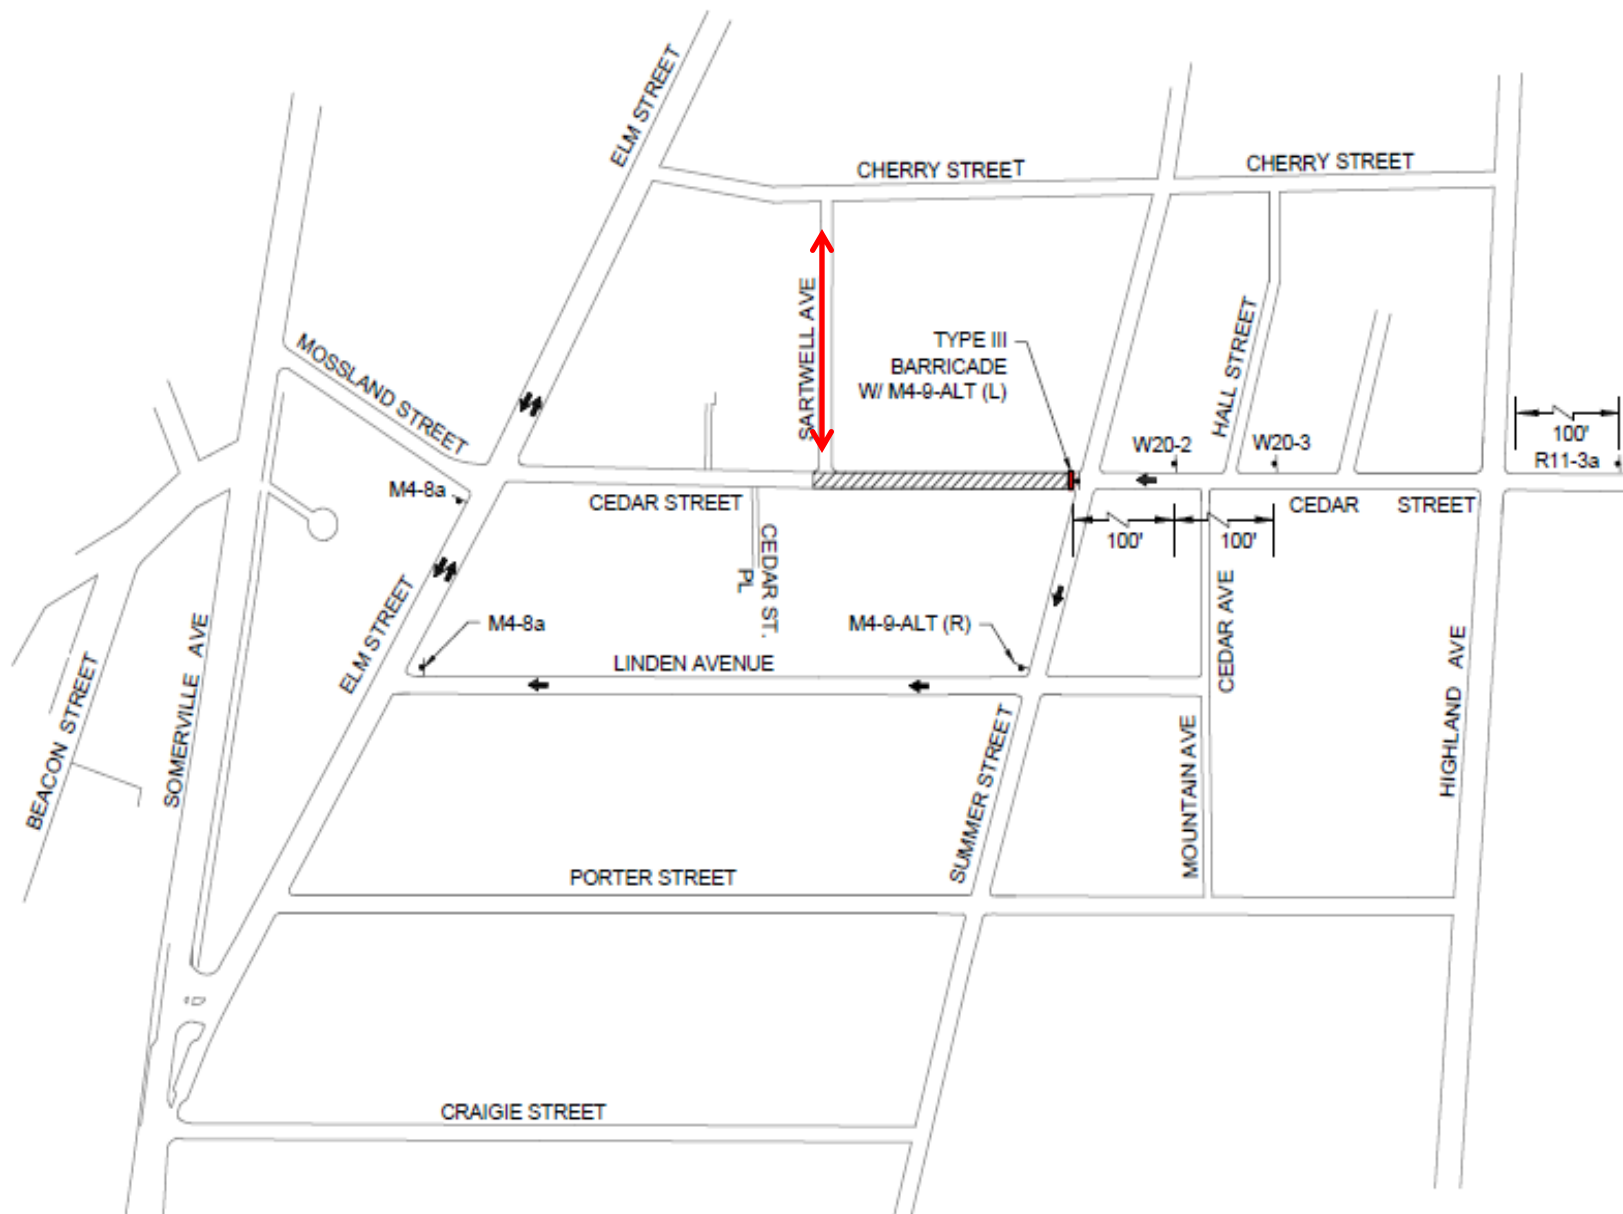 ELM STREET
CHERRY STREET
CHERRY STREET
MOSSLAND STREET
SARTWELL AVE
TYPE III
BARRICADE
W/ M4-9-ALT (L)
HALL STREET
100'
W20-2
W20-3
R11-3a
M4-8a
CEDAR STREET
CEDAR STREET
100'
100'
CEDAR ST.
PL
CEDAR AVE
M4-8a
M4-9-ALT (R)
LINDEN AVENUE
ELM STREET
SOMERVILLE AVE
BEACON STREET
SUMMER STREET
MOUNTAIN AVE
HIGHLAND AVE
PORTER STREET
CRAIGIE STREET